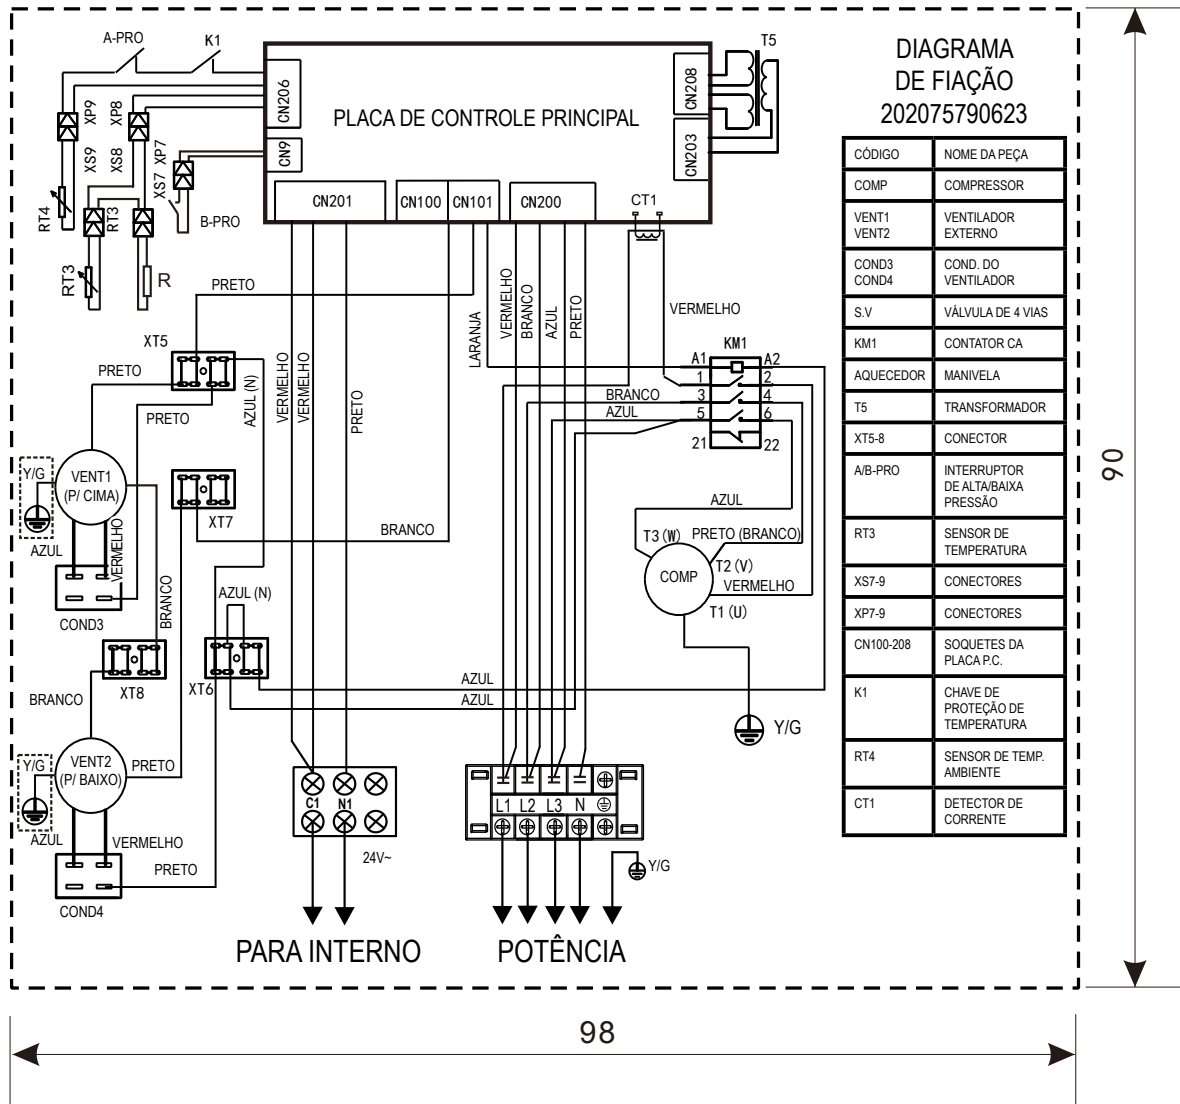 A-PRO
K1
T5
DIAGRAMA
DE FIAÇÃO
202075790623
PLACA DE CONTROLE PRINCIPAL
CN206
CN9
CN208
CN203
CN201
CN100
CN101
CN200
CT1
XP9
XP8
XS9
XS8
XP7
XS7
RT4
RT3
B-PRO
RT3
R
PRETO
VERMELHO
VERMELHO
PRETO
LARANJA
VERMELHO
BRANCO
AZUL
PRETO
VERMELHO
XT5
PRETO
PRETO
AZUL (N)
KM1
A1
A2
1
2
BRANCO
3
4
AZUL
5
6
21
22
Y/G
VENT1
(P/ CIMA)
XT7
BRANCO
AZUL
VERMELHO
COND3
BRANCO
AZUL (N)
AZUL
T3 (W)
PRETO (BRANCO)
COMP
T2 (V)
VERMELHO
T1 (U)
XT8
XT6
AZUL
AZUL
BRANCO
Y/G
Y/G
VENT2
(P/ BAIXO)
PRETO
AZUL
VERMELHO
PRETO
COND4
C1
N1
24V~
L1
L2
L3
N
Y/G
PARA INTERNO
POTÊNCIA
CÓDIGO NOME DA PEÇA
COMP COMPRESSOR
VENT1 VENTILADOR
VENT2 EXTERNO
COND3 COND. DO
COND4 VENTILADOR
S.V VÁLVULA DE 4 VIAS
KM1 CONTATOR CA
AQUECEDOR MANIVELA
T5 TRANSFORMADOR
XT5-8 CONECTOR
A/B-PRO INTERRUPTOR
DE ALTA/BAIXA
PRESSÃO
RT3 SENSOR DE
TEMPERATURA
XS7-9 CONECTORES
XP7-9 CONECTORES
CN100-208 SOQUETES DA
PLACA P.C.
K1 CHAVE DE
PROTEÇÃO DE
TEMPERATURA
RT4 SENSOR DE TEMP.
AMBIENTE
CT1 DETECTOR DE
CORRENTE
90
98